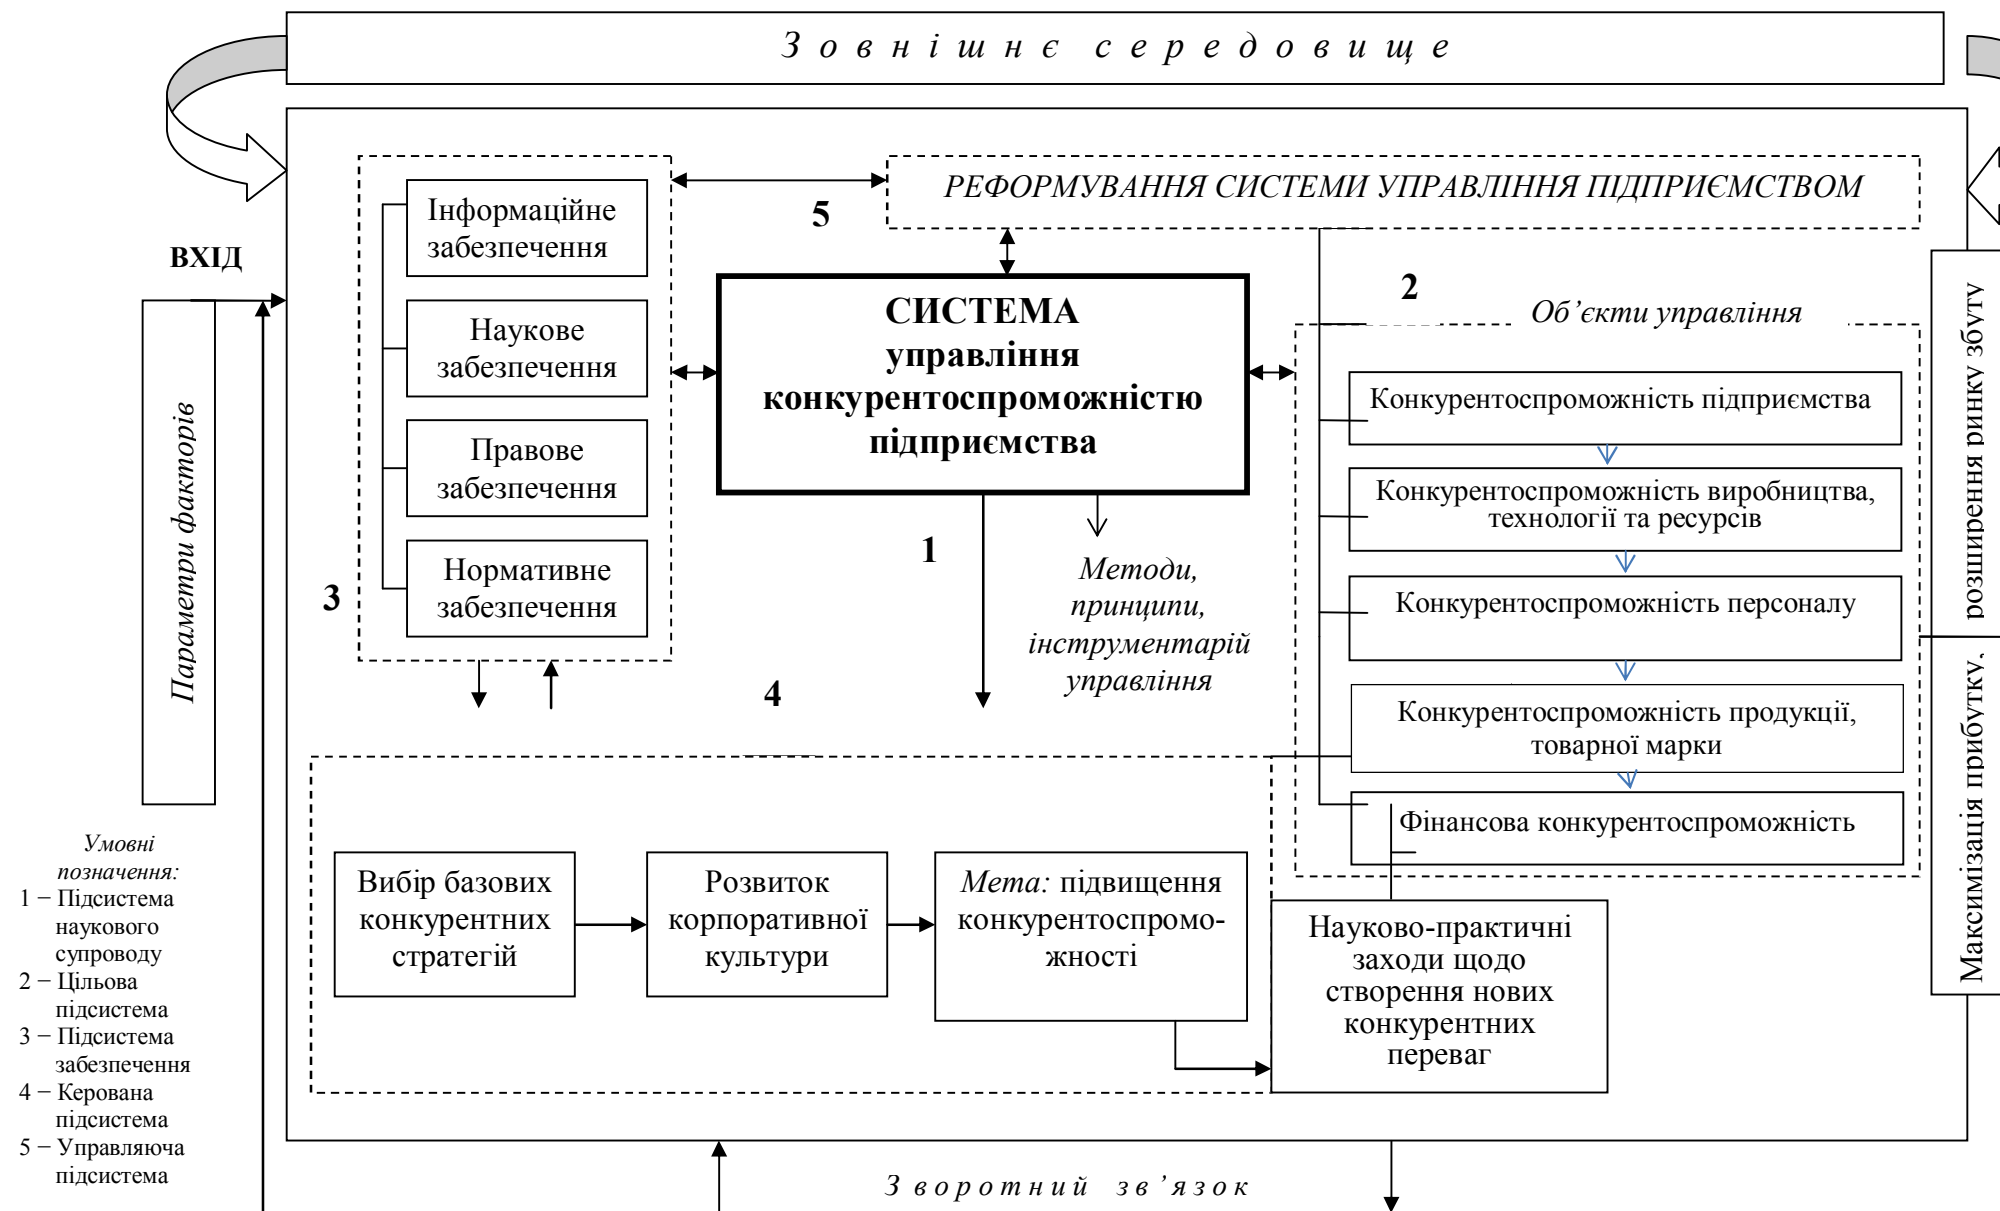 Зовнішнє середовище
РЕФОРМУВАННЯ СИСТЕМИ УПРАВЛІННЯ ПІДПРИЄМСТВОМ
5
Інформаційне
забезпечення
Наукове
забезпечення
Правове
забезпечення
Нормативне
забезпечення
3
ВХІД
Параметри факторів
СИСТЕМА
управління
конкурентоспроможністю
підприємства
1
Методи,
принципи,
інструментарій
управління
2
Об’єкти управління
Конкурентоспроможність підприємства
Конкурентоспроможність виробництва,
технології та ресурсів
Конкурентоспроможність персоналу
Конкурентоспроможність продукції,
товарної марки
Фінансова конкурентоспроможність
Максимізація прибутку, розширення ринку збуту
4
Вибір базових
конкурентних
стратегій
Розвиток
корпоративної
культури
Мета: підвищення
конкурентоспромо-
жності
Науково-практичні
заходи щодо
створення нових
конкурентних
переваг
Умовні
позначення:
1 − Підсистема
наукового
супроводу
2 − Цільова
підсистема
3 − Підсистема
забезпечення
4 − Керована
підсистема
5 − Управляюча
підсистема
Зворотний зв’язок